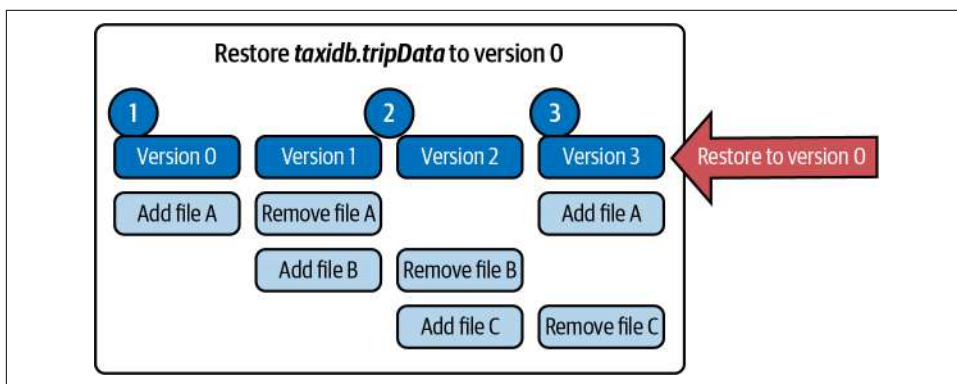 Restore taxidb.tripData to version 0
1 2 3
Version 0 Version 1 Version 2 Version 3 Restore to version 0
Add file A Remove file A Add file A
Add file B Remove file B
Add file C Remove file C